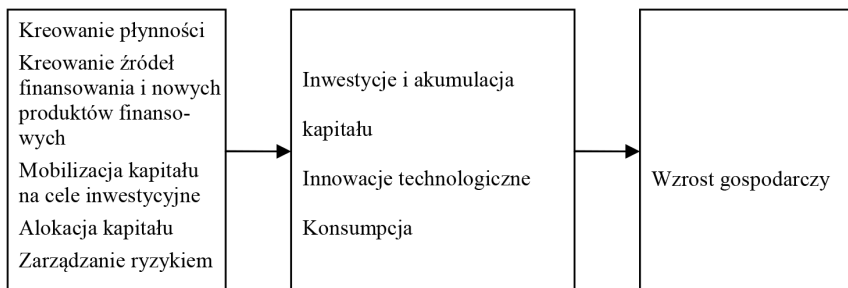 Kreowanie płynności
Kreowanie źródeł
finansowania i nowych
produktów finanso-
wych
Mobilizacja kapitału
na cele inwestycyjne
Alokacja kapitału
Zarządzanie ryzykiem
Inwestycje i akumulacja
kapitału
Innowacje technologiczne
Konsumpcja
Wzrost gospodarczy